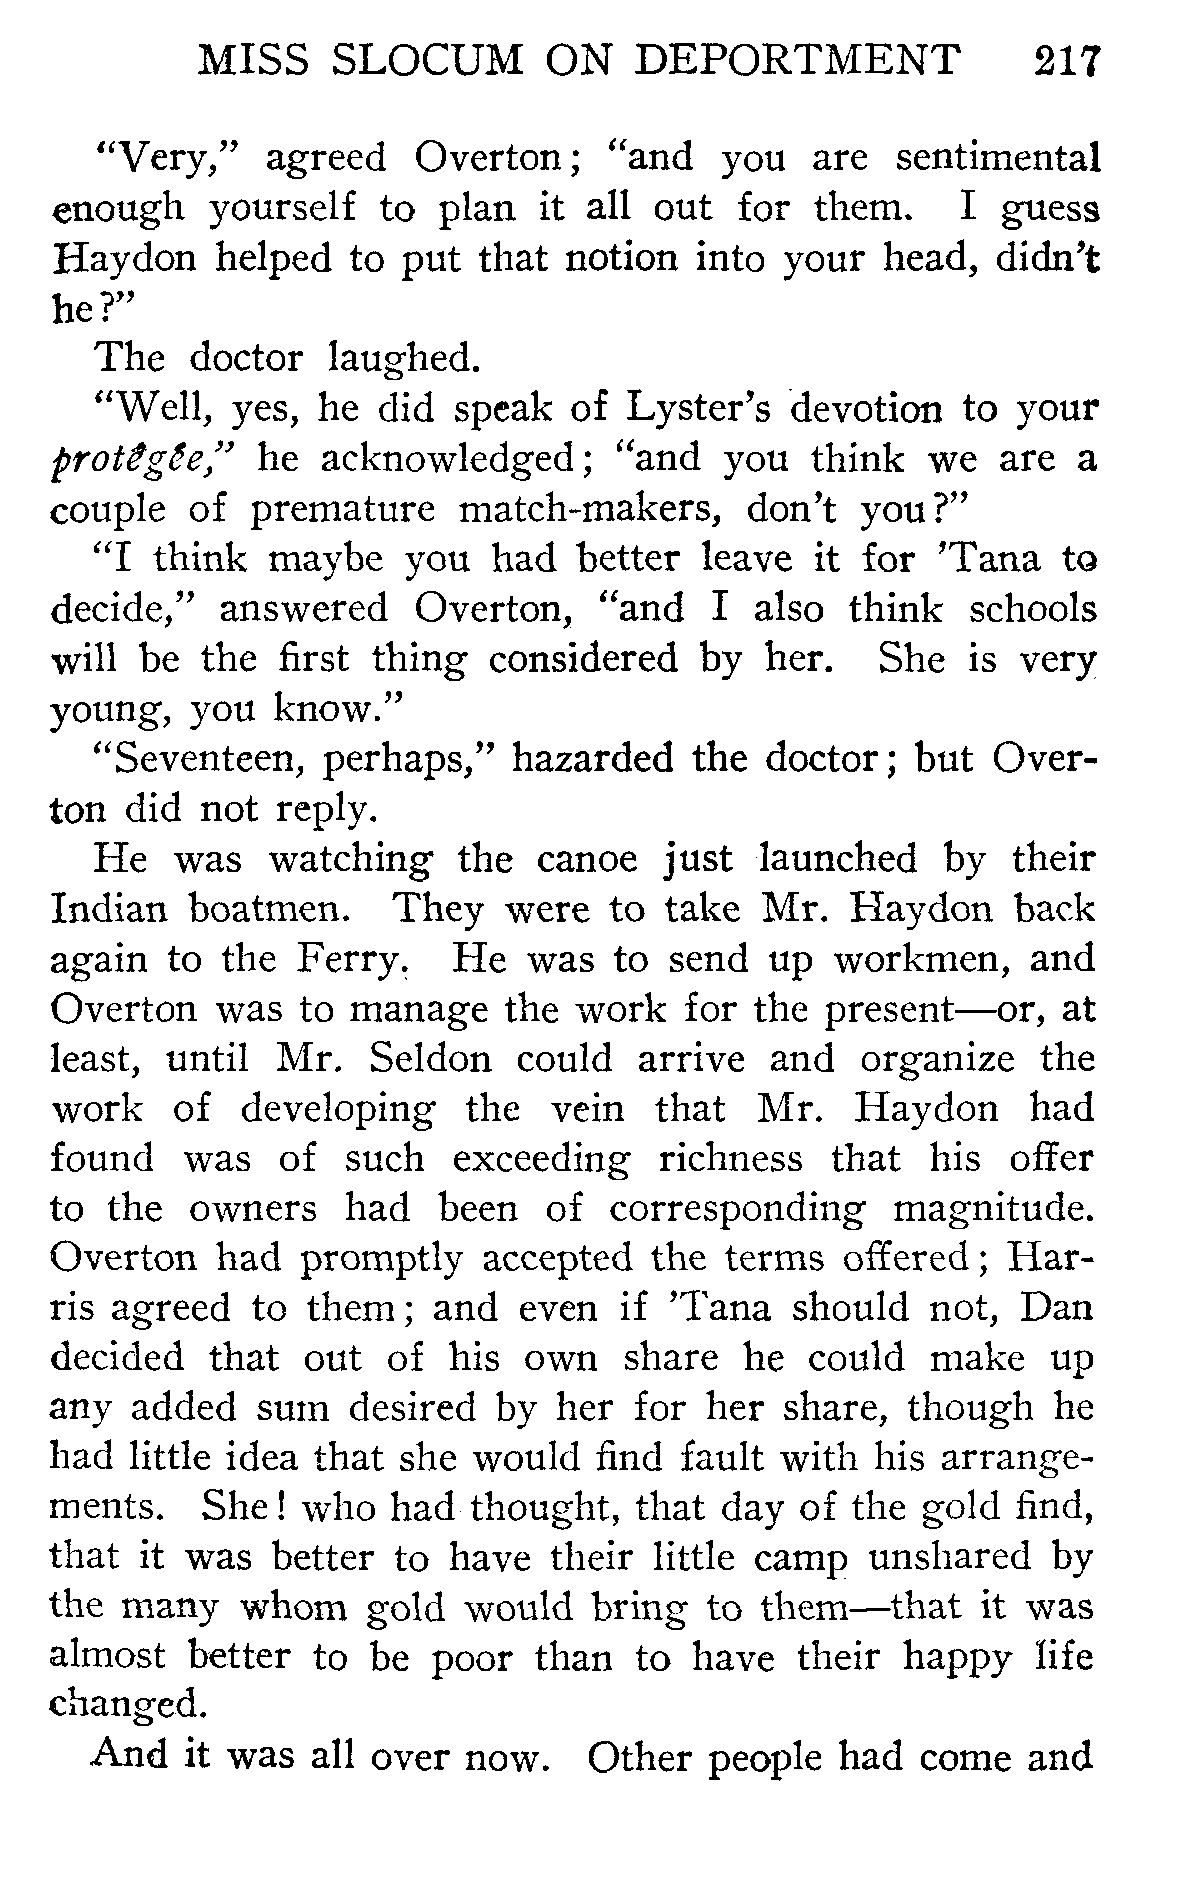 MISS SLOCUM ON DEPORTMENT 217
“Very,” agreed Overton; “and you are sentimental
enough yourself to plan it all out for them. I guess
Haydon helped to put that notion into your head, didn’t
he?”
The doctor laughed.
“Well, yes, he did speak of Lyster’s devotion to your
protégée,” he acknowledged; “and you think we are a
couple of premature match-makers, don’t you?”
“I think maybe you had better leave it for ’Tana to
decide,” answered Overton, “and I also think schools
will be the first thing considered by her. She is very
young, you know.”
“Seventeen, perhaps,” hazarded the doctor; but Over-
ton did not reply.
He was watching the canoe just launched by their
Indian boatmen. They were to take Mr. Haydon back
again to the Ferry. He was to send up workmen, and
Overton was to manage the work for the present—or, at
least, until Mr. Seldon could arrive and organize the
work of developing the vein that Mr. Haydon had
found was of such exceeding richness that his offer
to the owners had been of corresponding magnitude.
Overton had promptly accepted the terms offered; Har-
ris agreed to them; and even if ’Tana should not, Dan
decided that out of his own share he could make up
any added sum desired by her for her share, though he
had little idea that she would find fault with his arrange-
ments. She! who had thought, that day of the gold find,
that it was better to have their little camp unshared by
the many whom gold would bring to them—that it was
almost better to be poor than to have their happy life
changed.
And it was all over now. Other people had come and